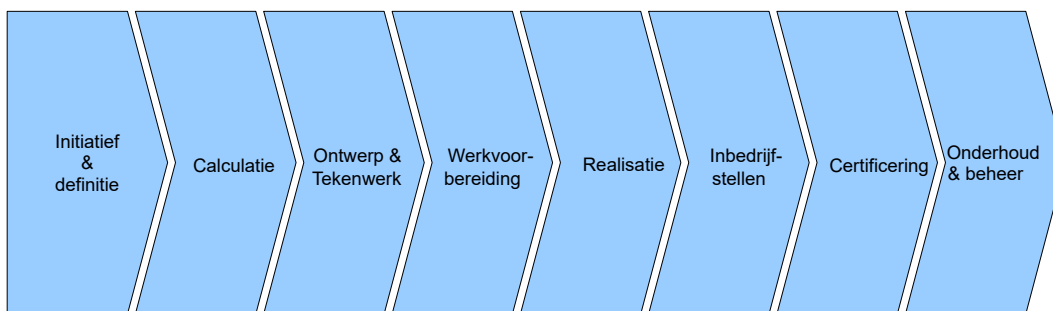 Initiatief
&
definitie
Calculatie
Ontwerp &
Tekenwerk
Werkvoor-
bereiding
Realisatie
Inbedrijf-
stellen
Certificering
Onderhoud
& beheer